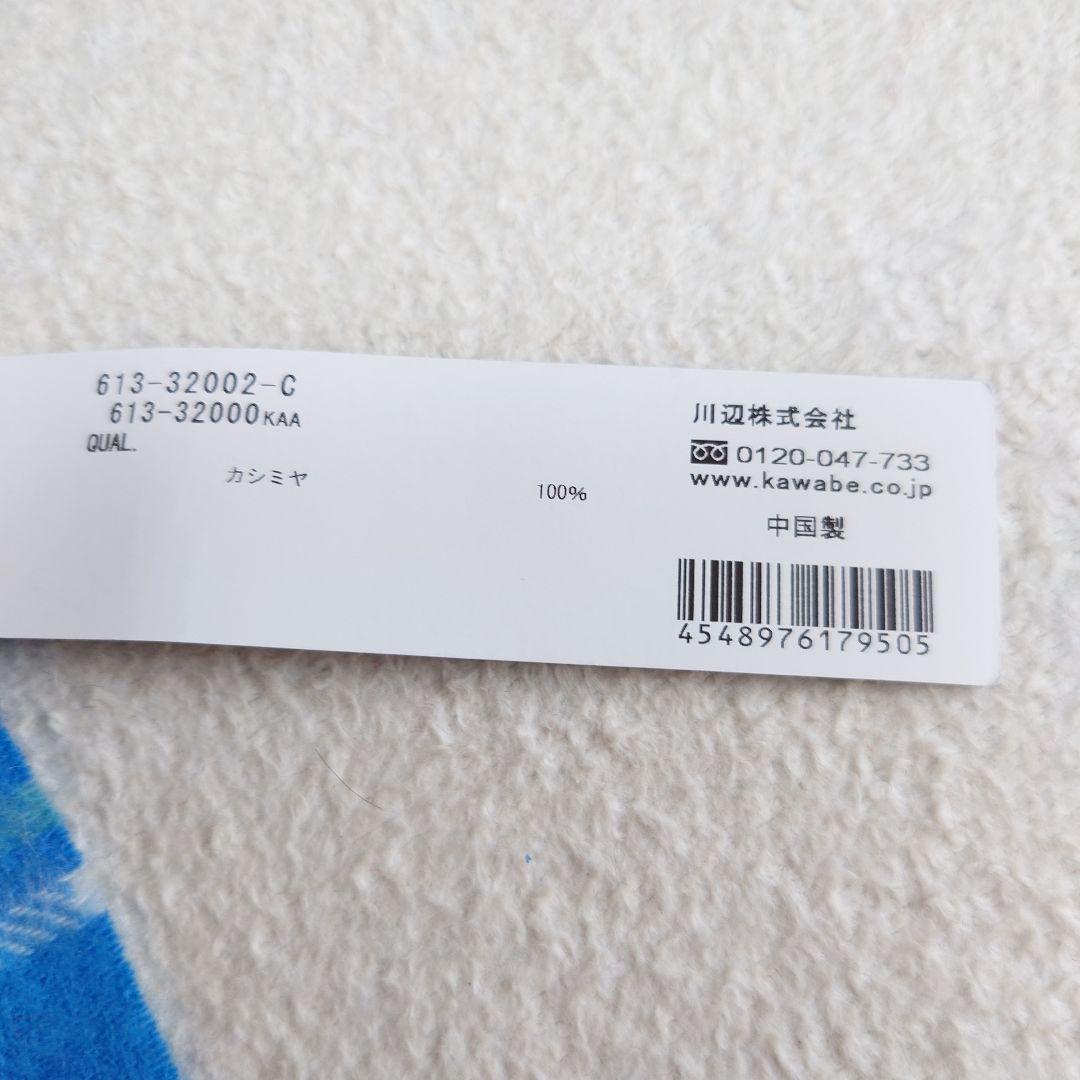 613-32002-C
613-32000KAA
QUAL.
カシミヤ 100%
川辺株式会社
0120-047-733
www.kawabe.co.jp
中国製
4548976179505